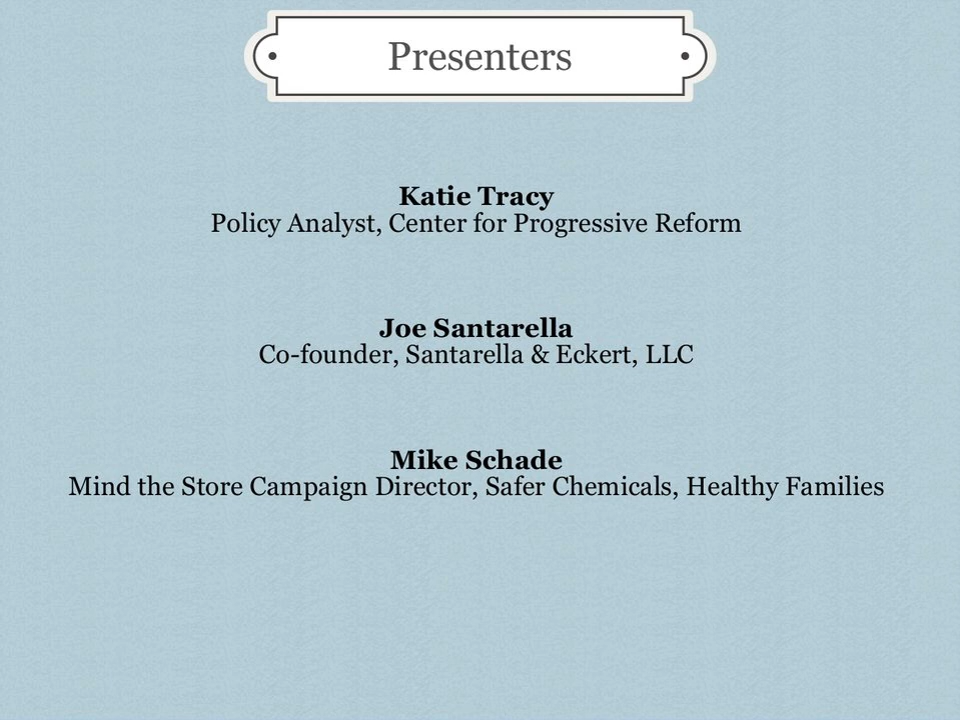 Presenters
Katie Tracy
Policy Analyst, Center for Progressive Reform
Joe Santarella
Co-founder, Santarella & Eckert, LLC
Mike Schade
Mind the Store Campaign Director, Safer Chemicals, Healthy Families